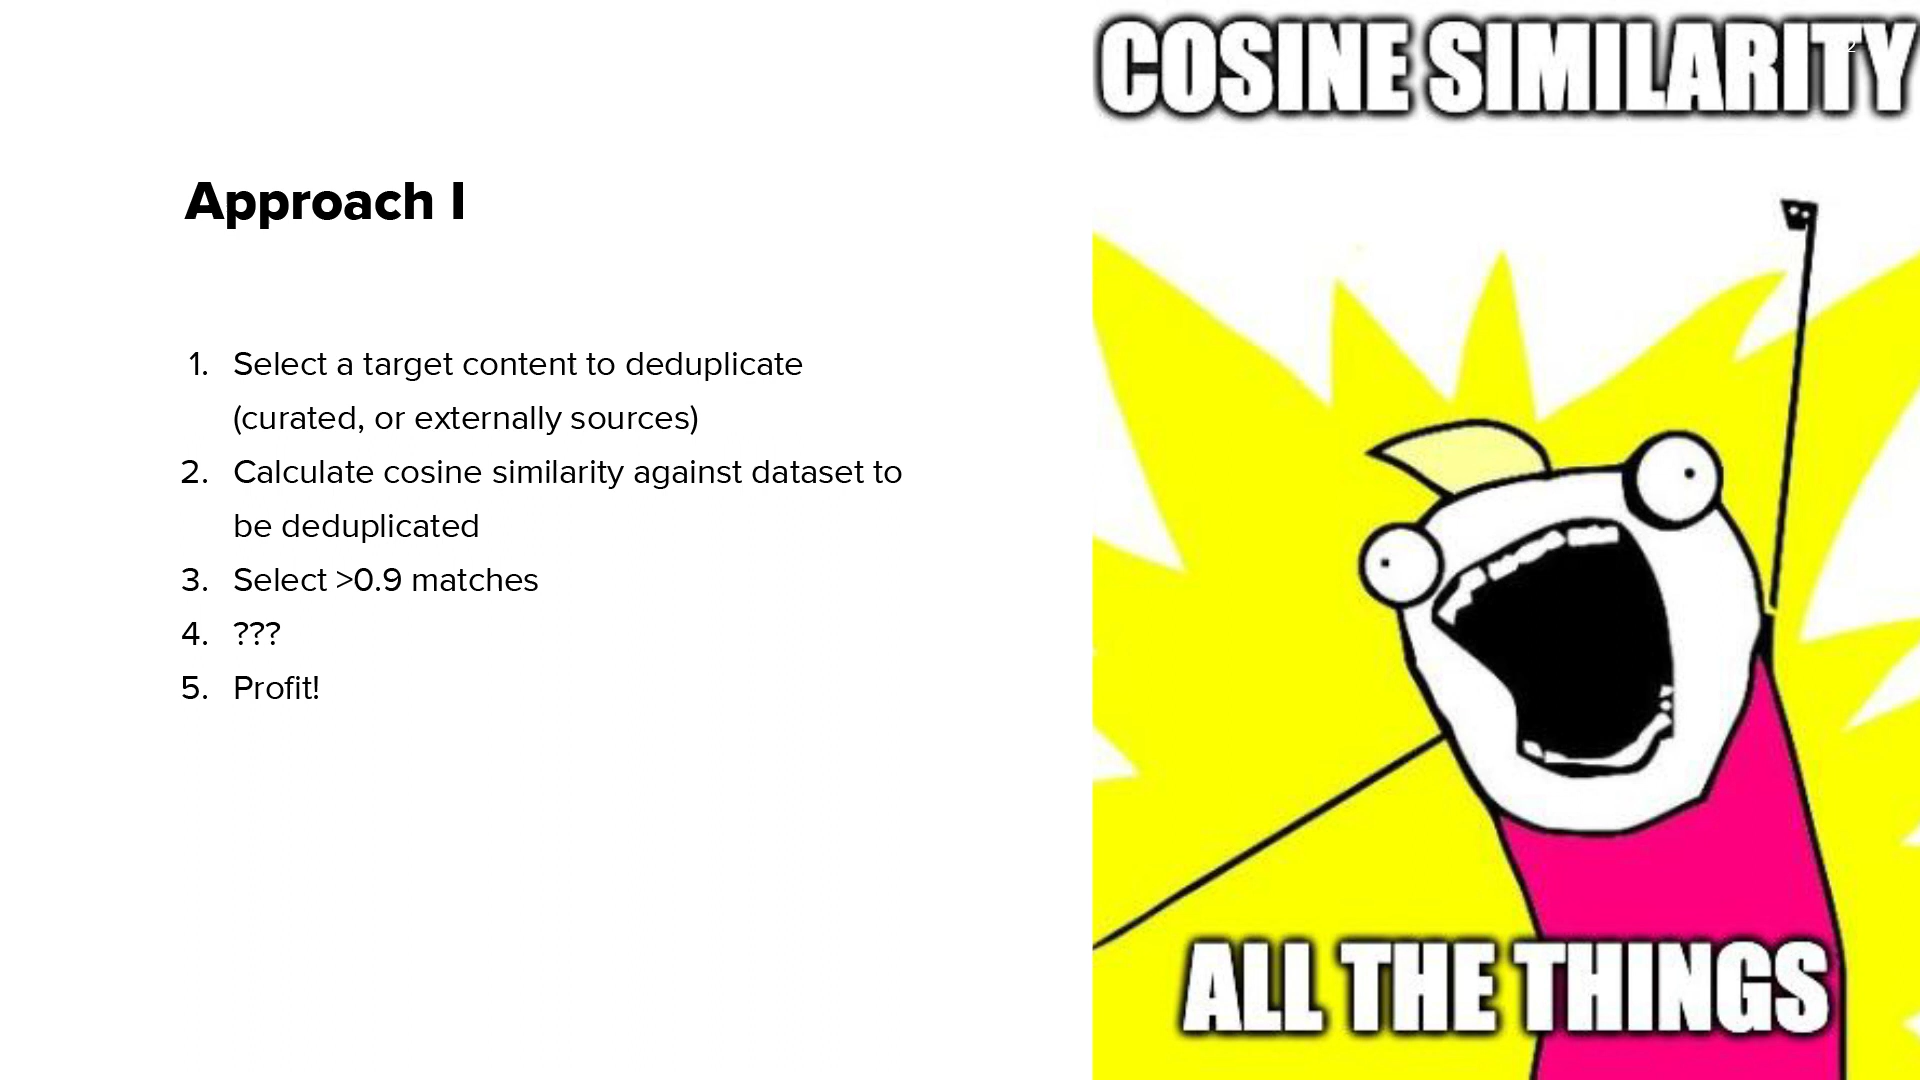 COSINE SIMILARITY
2
Approach I
1. Select a target content to deduplicate
(curated, or externally sources)
2. Calculate cosine similarity against dataset to
be deduplicated
3. Select >0.9 matches
4. ???
5. Profit!
ALL THE THINGS